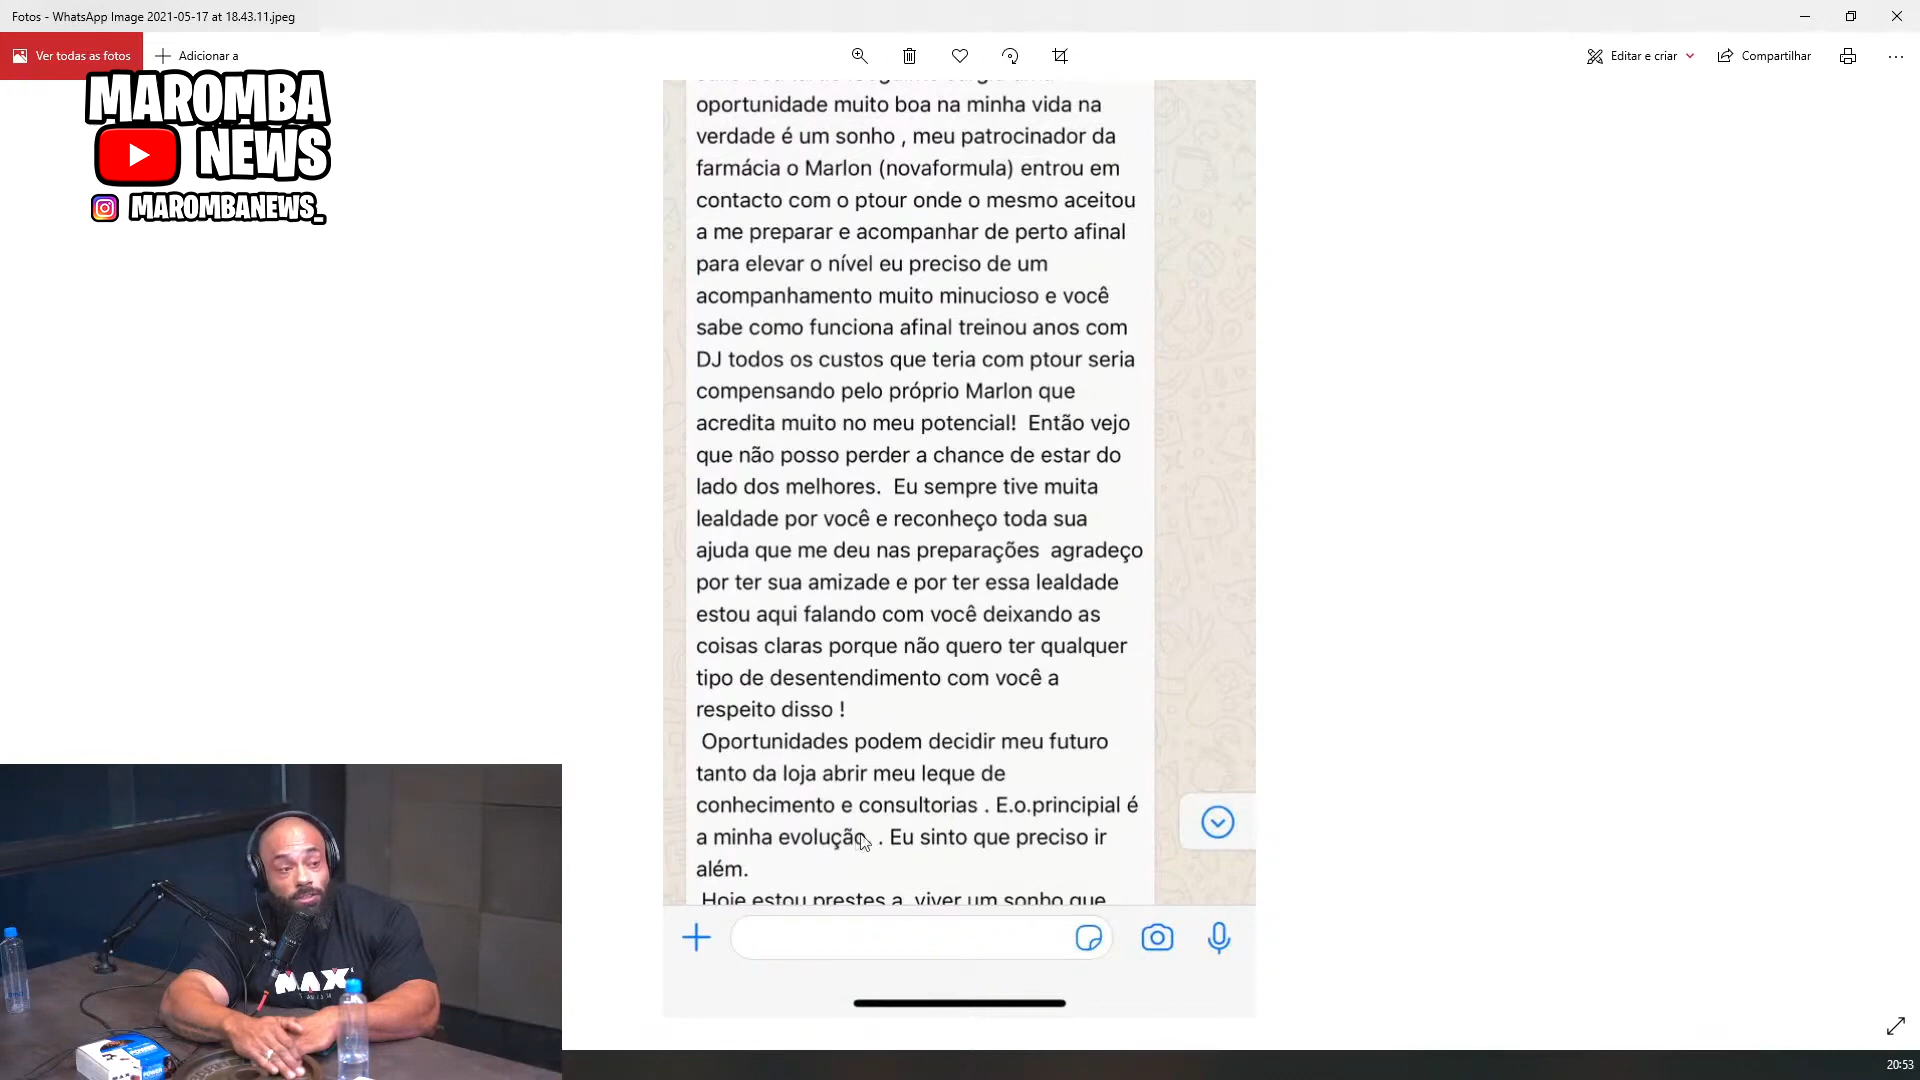 Fotos - WhatsApp Image 2021-05-17 at 18.43.11.jpeg
Ver todas as fotos
Adicionar a
Editar e criar
Compartilhar
MAROMBA
NEWS
MAROMBANEWS_
oportunidade muito boa na minha vida na
verdade é um sonho , meu patrocinador da
farmácia o Marlon (novaformula) entrou em
contacto com o ptour onde o mesmo aceitou
a me preparar e acompanhar de perto afinal
para elevar o nível eu preciso de um
acompanhamento muito minucioso e você
sabe como funciona afinal treinou anos com
DJ todos os custos que teria com ptour seria
compensando pelo próprio Marlon que
acredita muito no meu potencial!  Então vejo
que não posso perder a chance de estar do
lado dos melhores.  Eu sempre tive muita
lealdade por você e reconheço toda sua
ajuda que me deu nas preparações  agradeço
por ter sua amizade e por ter essa lealdade
estou aqui falando com você deixando as
coisas claras porque não quero ter qualquer
tipo de desentendimento com você a
respeito disso !
Oportunidades podem decidir meu futuro
tanto da loja abrir meu leque de
conhecimento e consultorias . E.o.principial é
a minha evolução . Eu sinto que preciso ir
além.
Hoje estou prestes a  viver um sonho que
MAX
POWER
20:53